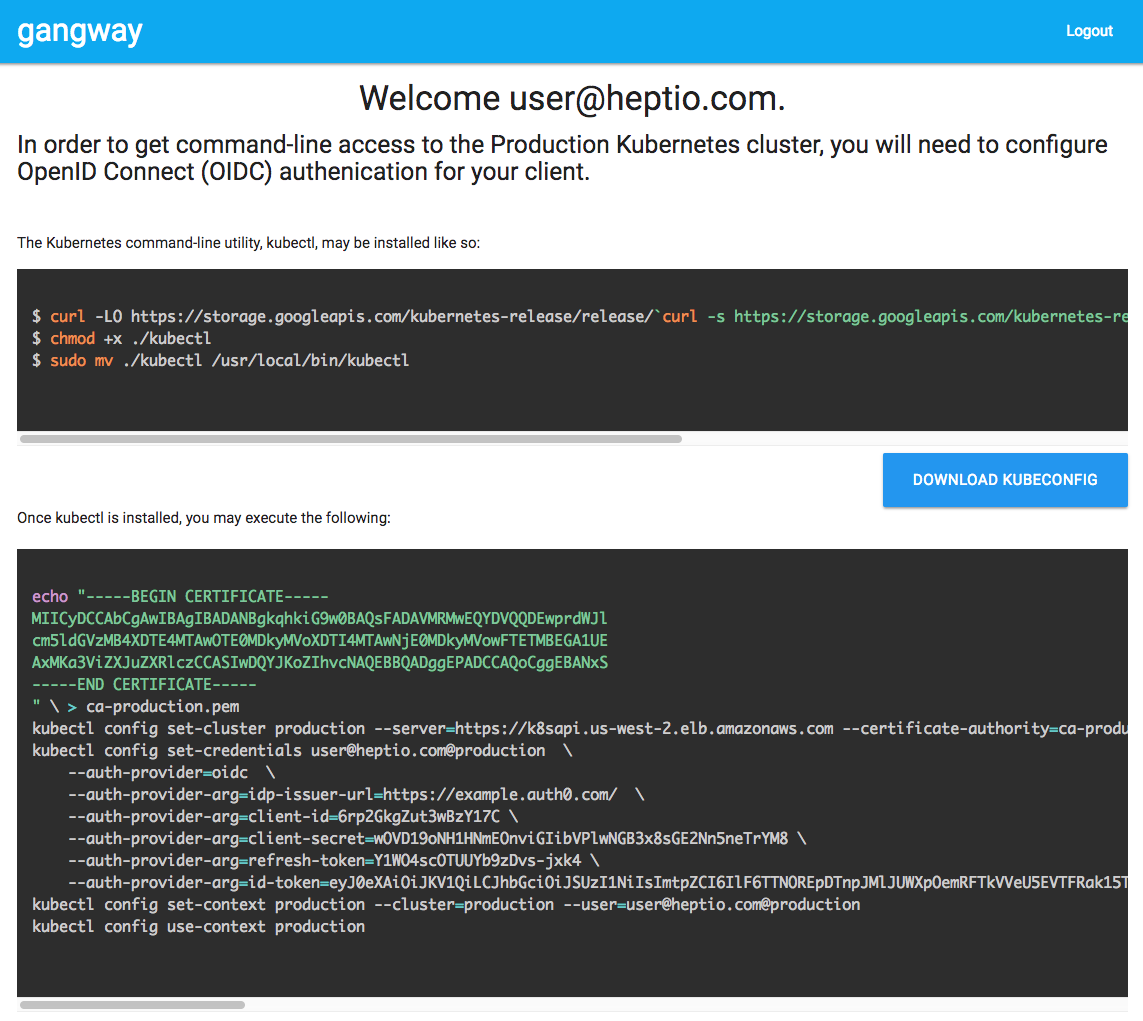 gangway
Logout
Welcome user@heptio.com.
In order to get command-line access to the Production Kubernetes cluster, you will need to configure
OpenID Connect (OIDC) authenication for your client.
The Kubernetes command-line utility, kubectl, may be installed like so:
$ curl -LO https://storage.googleapis.com/kubernetes-release/release/`curl -s https://storage.googleapis.com/kubernetes-re
$ chmod +x ./kubectl
$ sudo mv ./kubectl /usr/local/bin/kubectl
DOWNLOAD KUBECONFIG
Once kubectl is installed, you may execute the following:
echo "-----BEGIN CERTIFICATE-----
MIICyDCCAbCgAwIBAgIBADANBgkqhkiG9w0BAQsFADAVMRMwEQYDVQQDEwprdWJl
cm5ldGVzMB4XDTE4MTAwOTE0MDkyMVoXDTI4MTAwNjE0MDkyMVowFTETMBEGA1UE
AxMKa3ViZXJuZXRlczCCASIwDQYJKoZIhvcNAQEBBQADggEPADCCAQoCggEBANxS
-----END CERTIFICATE-----
" \ > ca-production.pem
kubectl config set-cluster production --server=https://k8sapi.us-west-2.elb.amazonaws.com --certificate-authority=ca-produ
kubectl config set-credentials user@heptio.com@production  \
    --auth-provider=oidc  \
    --auth-provider-arg=idp-issuer-url=https://example.auth0.com/  \
    --auth-provider-arg=client-id=6rp2GkgZut3wBzY17C \
    --auth-provider-arg=client-secret=wOVD19oNH1HNmEOnviGIibVPlwNGB3x8sGE2Nn5neTrYM8 \
    --auth-provider-arg=refresh-token=Y1WO4scOTUUYb9zDvs-jxk4 \
    --auth-provider-arg=id-token=eyJ0eXAiOiJKV1QiLCJhbGciOiJSUzI1NiIsImtpZCI6IlF6TTNOREpDTnpJMlJUWXpOemRFTkVVeU5EVTFRak15T
kubectl config set-context production --cluster=production --user=user@heptio.com@production
kubectl config use-context production